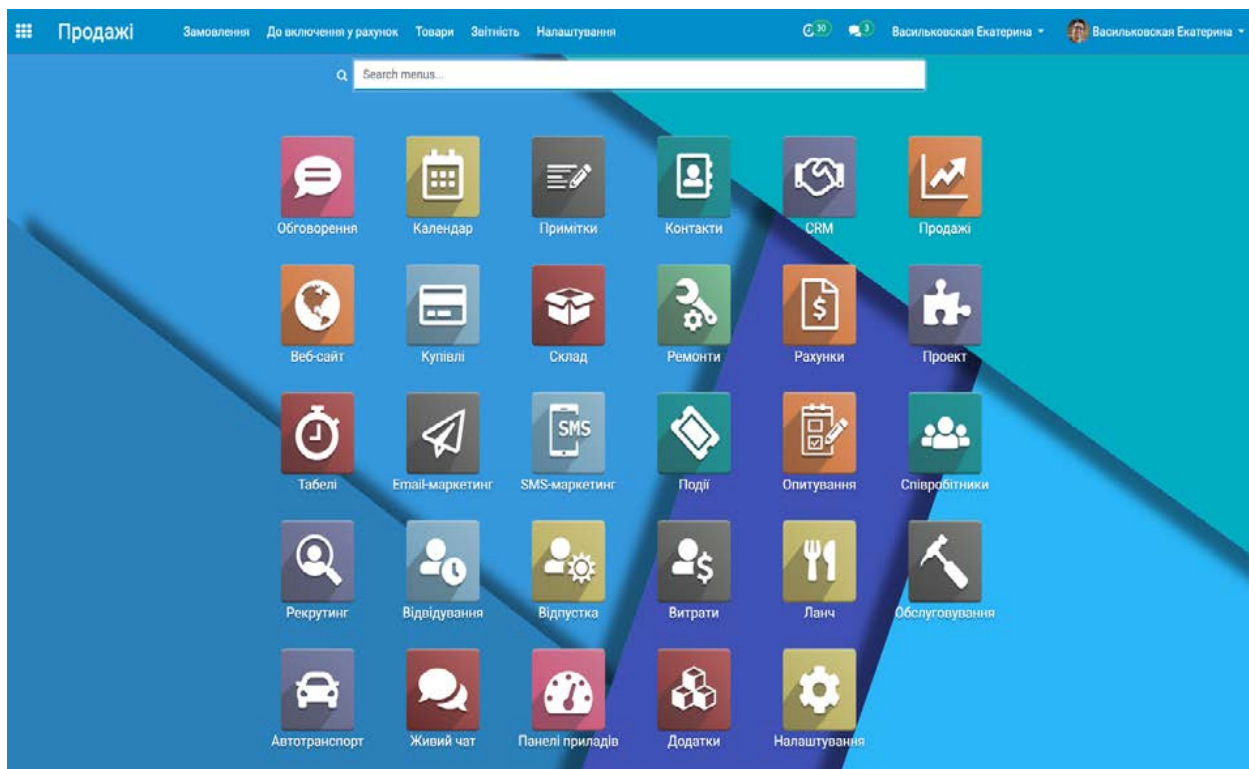 Продажі Замовлення До включення у рахунок Товари Звітність Налаштування 30 3 Васильковская Екатерина Васильковская Екатерина
Search menus...
Обговорення Календар Примітки Контакти CRM Продажі
$
Веб-сайт Купівлі Склад Ремонти Рахунки Проект
SMS
Табелі Email-маркетинг SMS-маркетинг Події Опитування Співробітники
$
Рекрутинг Відвідування Відпустка Витрати Ланч Обслуговування
Автотранспорт Живий чат Панелі приладів Додатки Налаштування